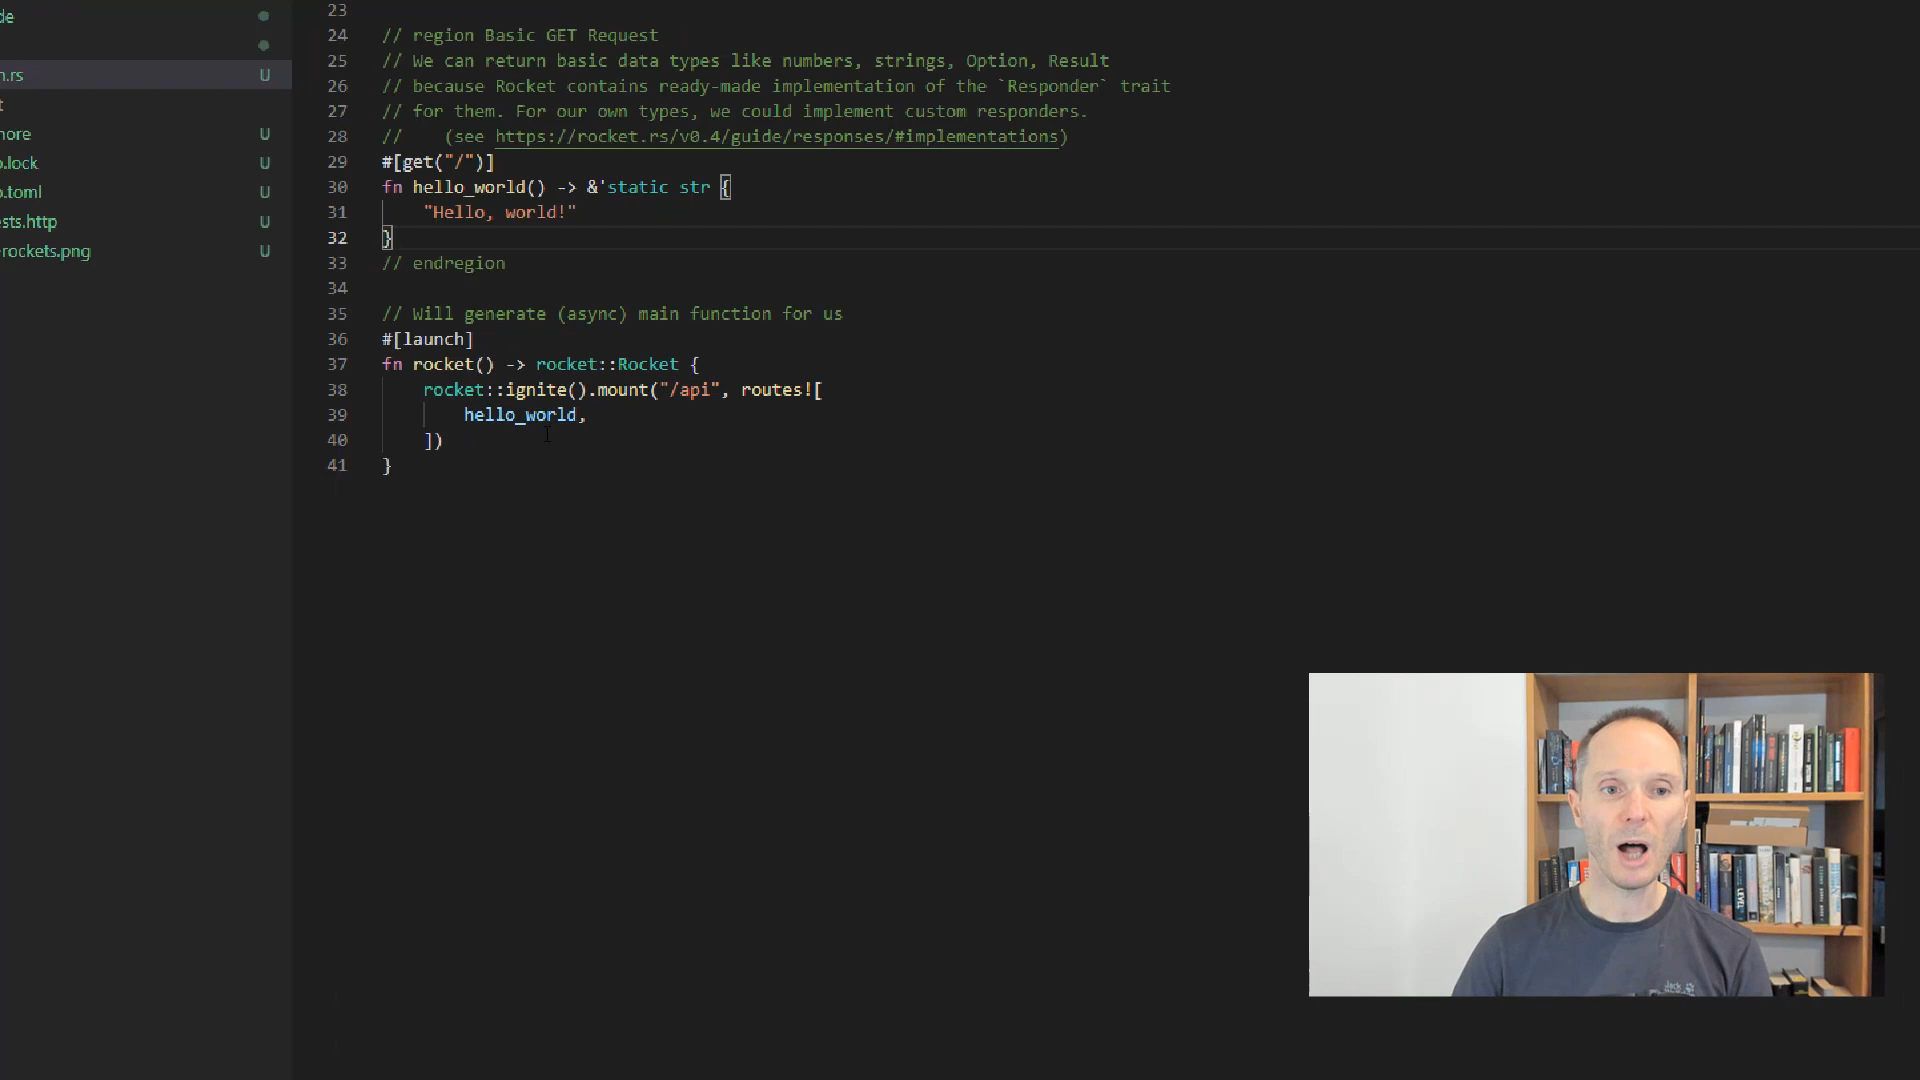 de
n.rs U
t
nore U
o.lock U
o.toml U
sts.http U
rockets.png U
23
24 // region Basic GET Request
25 // We can return basic data types like numbers, strings, Option, Result
26 // because Rocket contains ready-made implementation of the `Responder` trait
27 // for them. For our own types, we could implement custom responders.
28 //    (see https://rocket.rs/v0.4/guide/responses/#implementations)
29 #[get("/")]
30 fn hello_world() -> &'static str {
31     "Hello, world!"
32 }
33 // endregion
34
35 // Will generate (async) main function for us
36 #[launch]
37 fn rocket() -> rocket::Rocket {
38     rocket::ignite().mount("/api", routes![
39         hello_world,
40     ])
41 }
Jack
LEVEL